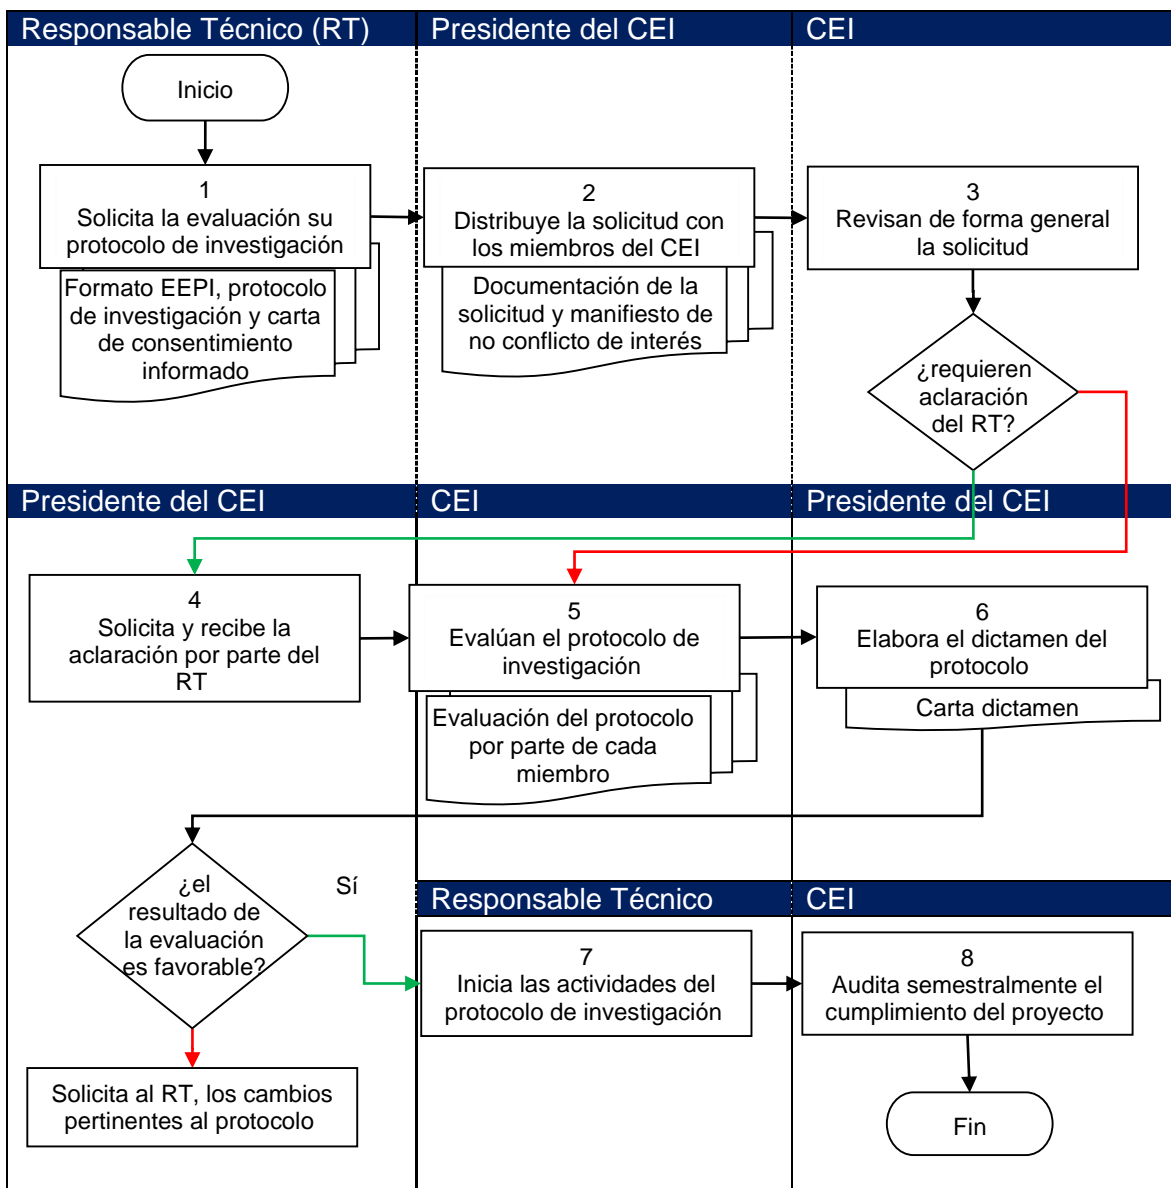 Responsable Técnico (RT)
Presidente del CEI
CEI
Inicio
1
Solicita la evaluación su
protocolo de investigación
Formato EEPI, protocolo
de investigación y carta
de consentimiento
informado
2
Distribuye la solicitud con
los miembros del CEI
Documentación de la
solicitud y manifiesto de
no conflicto de interés
3
Revisan de forma general
la solicitud
¿requieren
aclaración
del RT?
Presidente del CEI
CEI
Presidente del CEI
4
Solicita y recibe la
aclaración por parte del
RT
5
Evalúan el protocolo de
investigación
Evaluación del protocolo
por parte de cada
miembro
6
Elabora el dictamen del
protocolo
Carta dictamen
¿el
resultado de
la evaluación
es favorable?
Sí
Responsable Técnico
CEI
7
Inicia las actividades del
protocolo de investigación
8
Audita semestralmente el
cumplimiento del proyecto
Solicita al RT, los cambios
pertinentes al protocolo
Fin